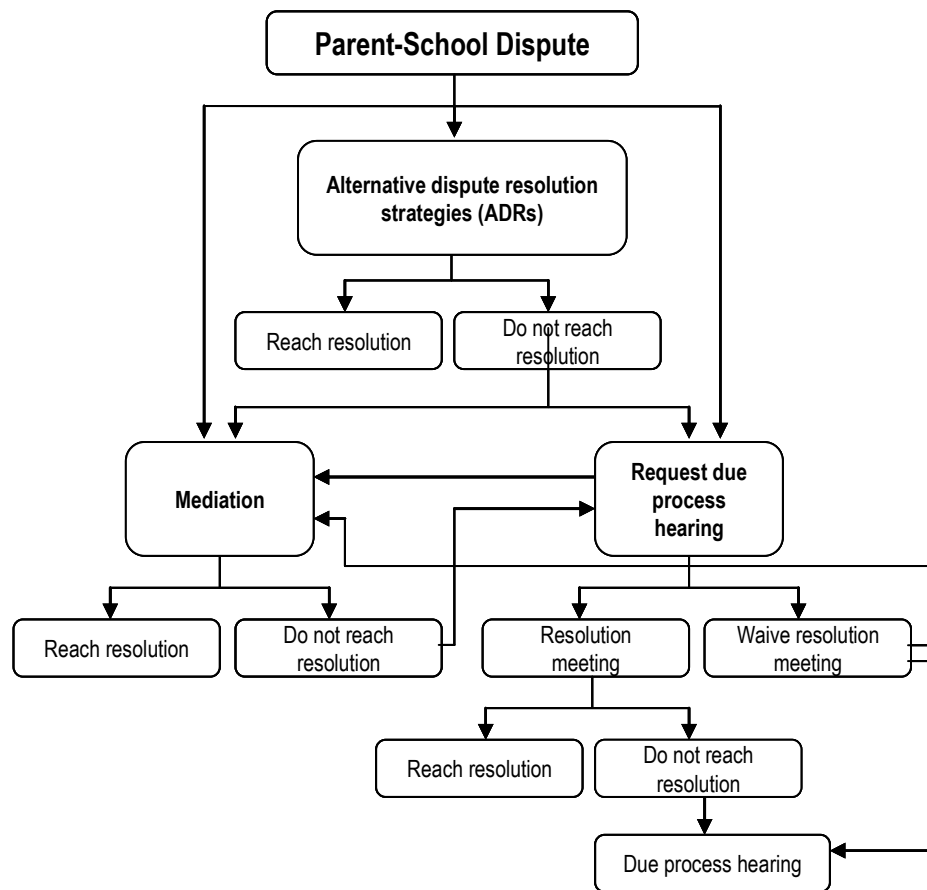 Parent-School Dispute
Alternative dispute resolution
strategies (ADRs)
Reach resolution
Do not reach
resolution
Mediation
Request due
process
hearing
Reach resolution
Do not reach
resolution
Resolution
meeting
Waive resolution
meeting
Reach resolution
Do not reach
resolution
Due process hearing